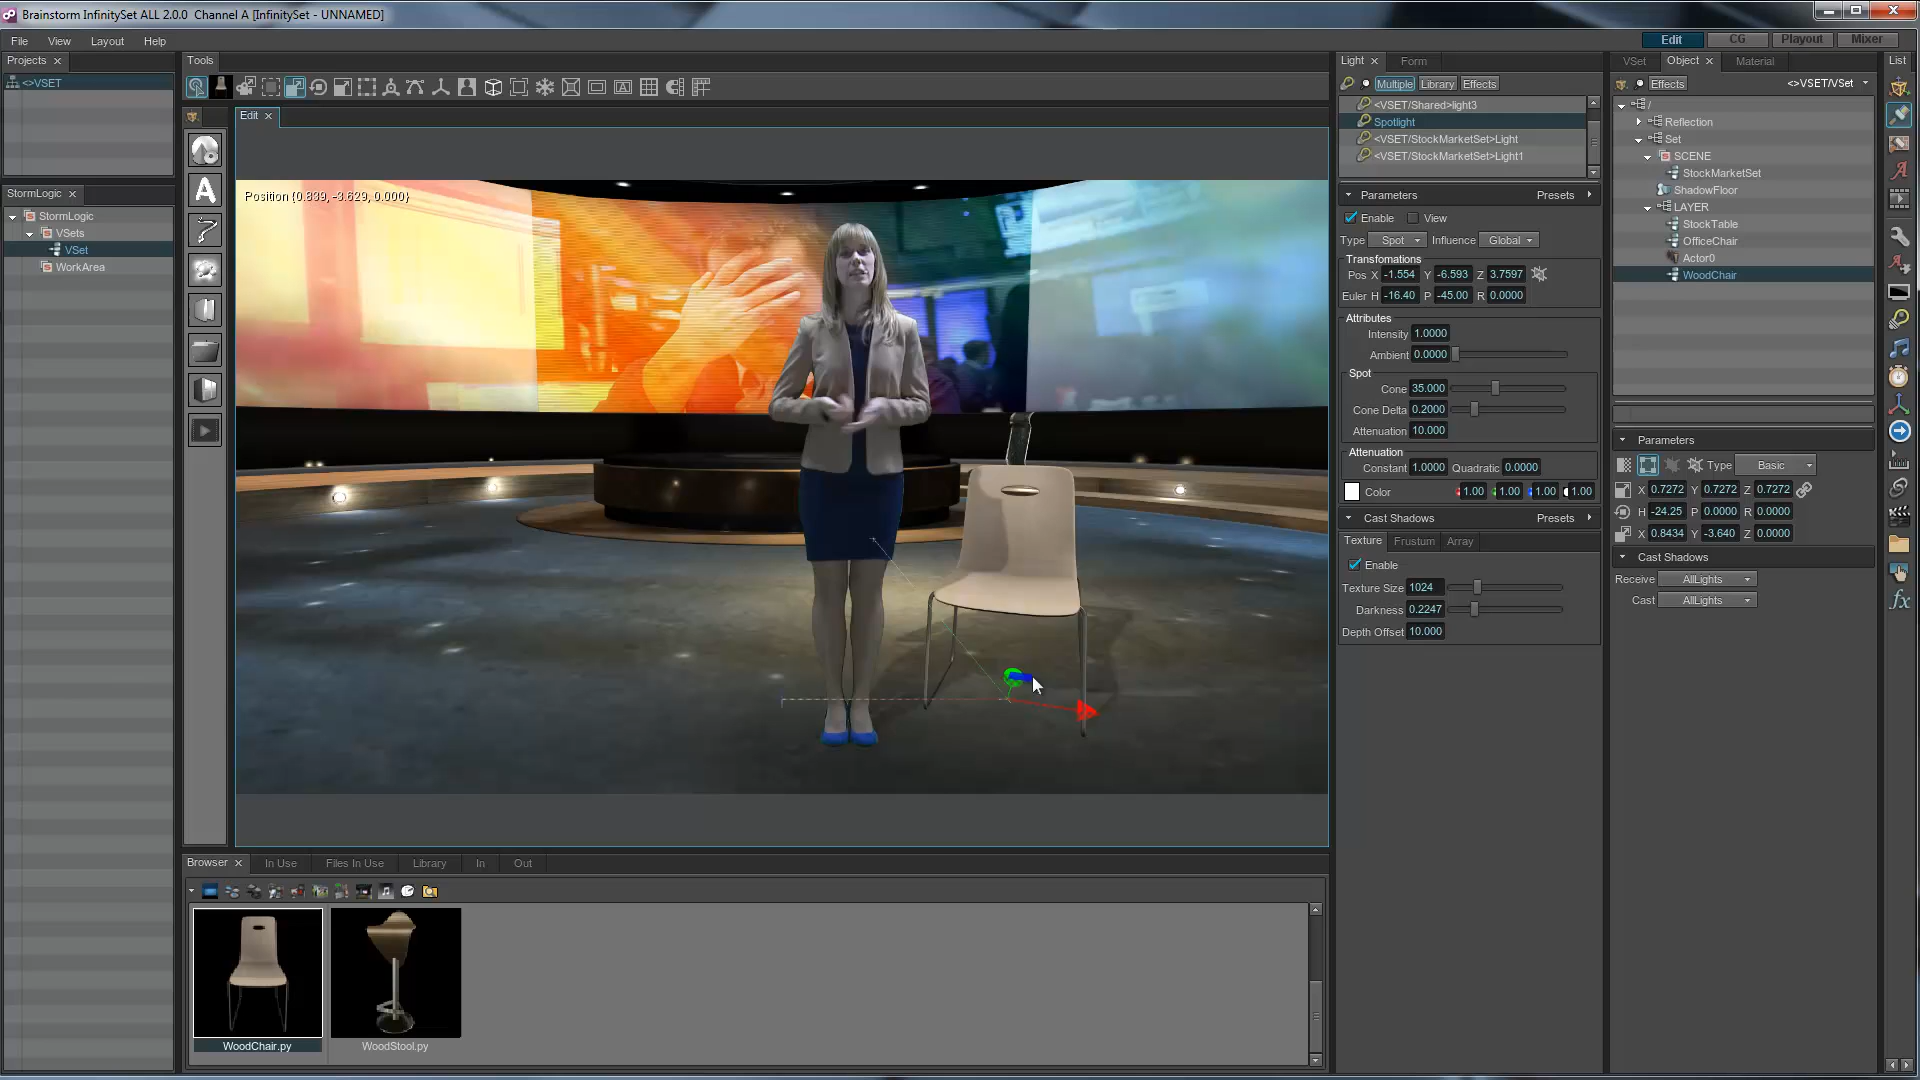 Brainstorm InfinitySet ALL 2.0.0 Channel A [InfinitySet - UNNAMED]
File View Layout Help
Edit CG Playout Mixer
Projects
<>VSET
StormLogic
StormLogic
VSets
VSet
WorkArea
Tools
Edit
Position {0.839, -3.629, 0.000}
Browser In Use Files In Use Library In Out
WoodChair.py WoodStool.py
Light Form
Multiple Library Effects
<VSET/Shared>light3
Spotlight
<VSET/StockMarketSet>Light
<VSET/StockMarketSet>Light1
Parameters Presets
Enable View
Type Spot Influence Global
Transfomations
Pos X -1.554 Y -6.593 Z 3.7597
Euler H -16.40 P -45.00 R 0.0000
Attributes
Intensity 1.0000
Ambient 0.0000
Spot
Cone 35.000
Cone Delta 0.2000
Attenuation 10.000
Attenuation
Constant 1.0000 Quadratic 0.0000
Color 1.00 1.00 1.00 1.00
Cast Shadows Presets
Texture Frustum Array
Enable
Texture Size 1024
Darkness 0.2247
Depth Offset 10.000
VSet Object Material
Effects <>VSET/VSet
/
Reflection
Set
SCENE
StockMarketSet
ShadowFloor
LAYER
StockTable
OfficeChair
Actor0
WoodChair
Parameters
Type Basic
X 0.7272 Y 0.7272 Z 0.7272
H -24.25 P 0.0000 R 0.0000
X 0.8434 Y -3.640 Z 0.0000
Cast Shadows
Receive AllLights
Cast AllLights
List